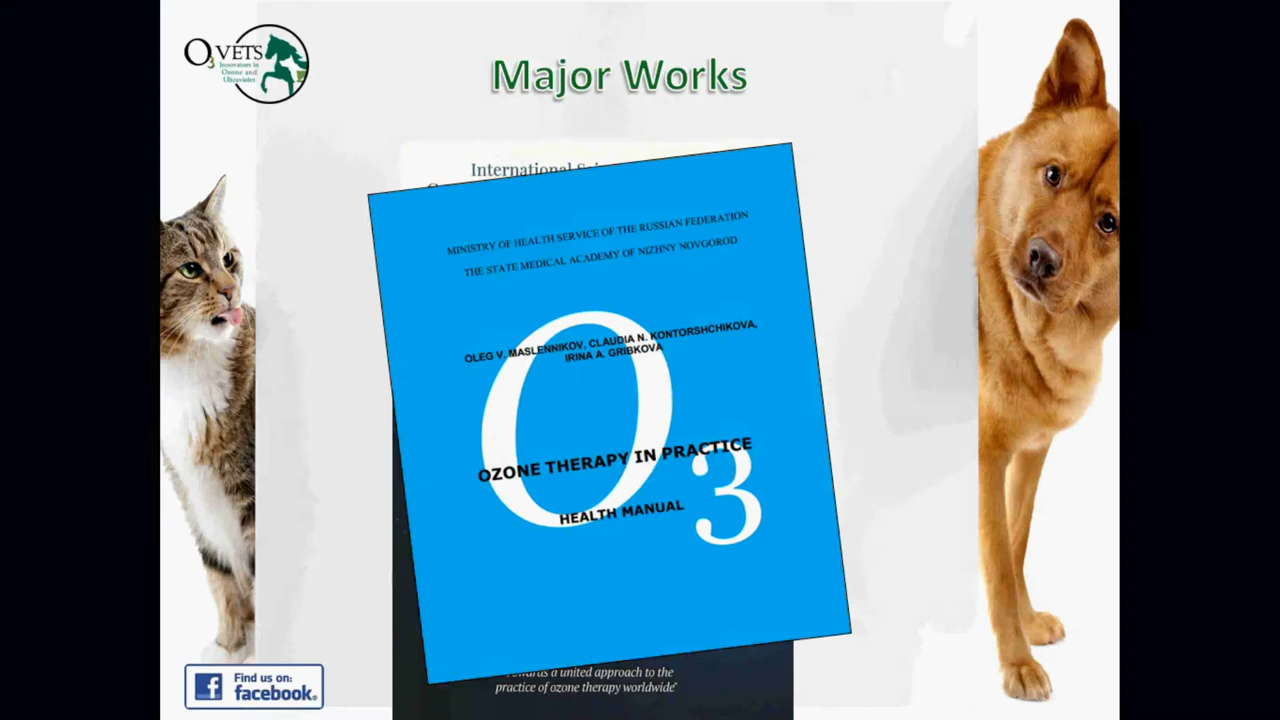 O3VETS
Innovators in
Ozone and
Ultraviolet
Major Works
International
MINISTRY OF HEALTH SERVICE OF THE RUSSIAN FEDERATION
THE STATE MEDICAL ACADEMY OF NIZHNY NOVGOROD
O3
OLEG V. MASLENNIKOV, CLAUDIA N. KONTORSHCHIKOVA,
IRINA A. GRIBKOVA
OZONE THERAPY IN PRACTICE
HEALTH MANUAL
a united approach to the
practice of ozone therapy worldwide"
Find us on:
facebook®